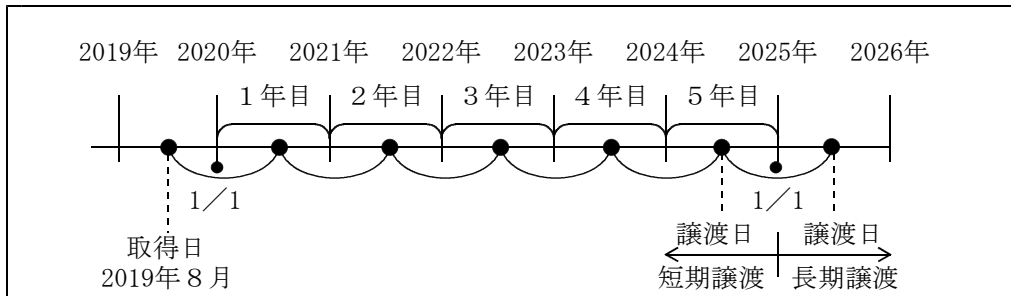 2019年 2020年 2021年 2022年 2023年 2024年 2025年 2026年
1年目 2年目 3年目 4年目 5年目
1/1 1/1
取得日 譲渡日 譲渡日
2019年8月 短期譲渡 長期譲渡